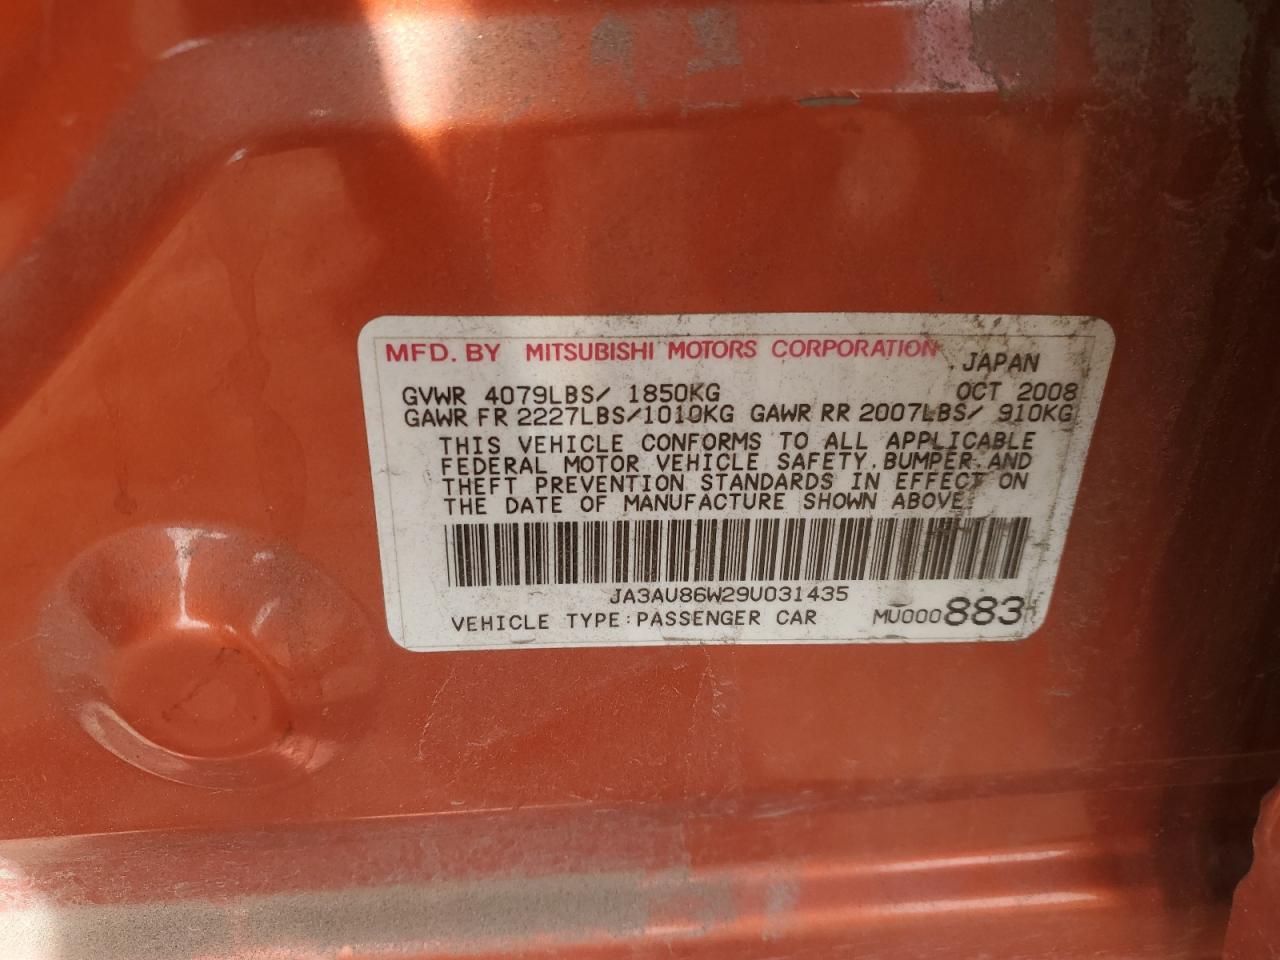 MFD. BY MITSUBISHI MOTORS CORPORATION JAPAN
GVWR 4079LBS/ 1850KG OCT 2008
GAWR FR 2227LBS/1010KG GAWR RR 2007LBS/ 910KG
THIS VEHICLE CONFORMS TO ALL APPLICABLE
FEDERAL MOTOR VEHICLE SAFETY, BUMPER, AND
THEFT PREVENTION STANDARDS IN EFFECT ON
THE DATE OF MANUFACTURE SHOWN ABOVE.
JA3AU86W29U031435
VEHICLE TYPE:PASSENGER CAR MU000883